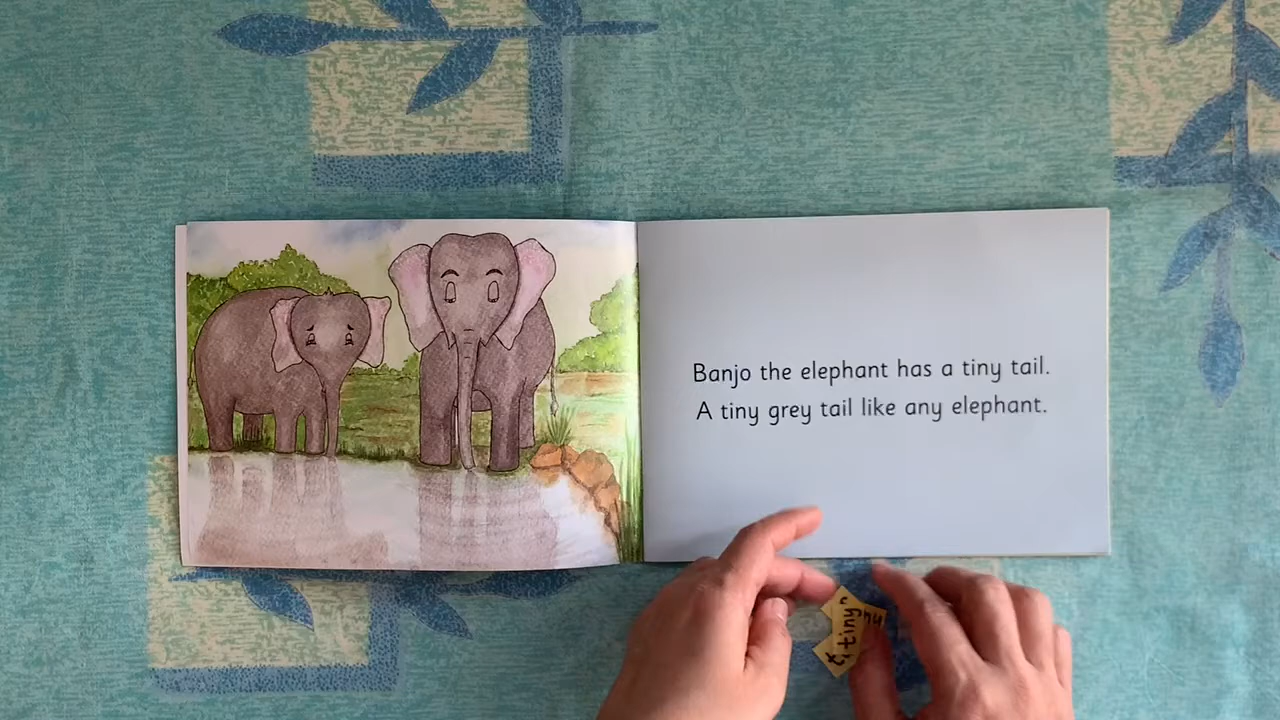 Banjo the elephant has a tiny tail.
A tiny grey tail like any elephant.
tiny